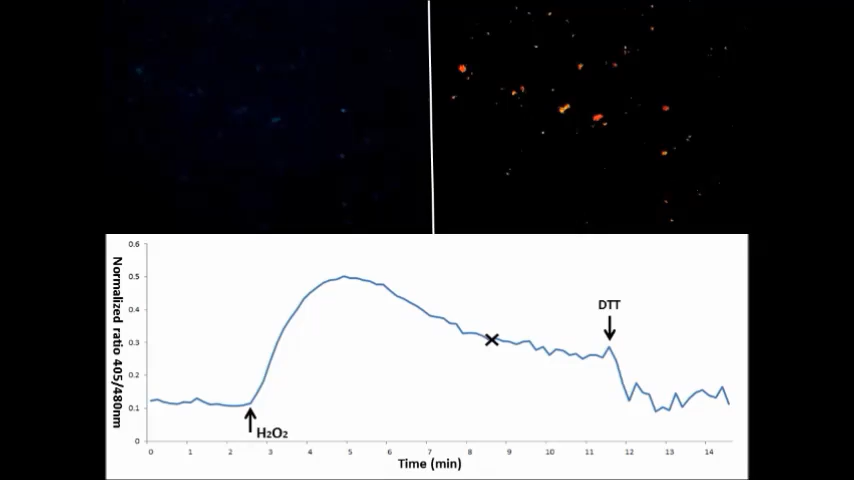 0.6
0.5
0.4
0.3
0.2
0.1
0
Normalized ratio 405/480nm
DTT
H₂O₂
0 1 2 3 4 5 6 7 8 9 10 11 12 13 14
Time (min)